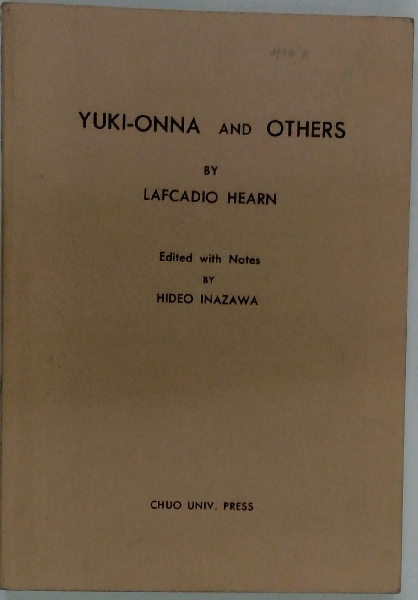 YUKI-ONNA AND OTHERS
BY
LAFCADIO HEARN
Edited with Notes
BY
HIDEO INAZAWA
CHUO UNIV. PRESS